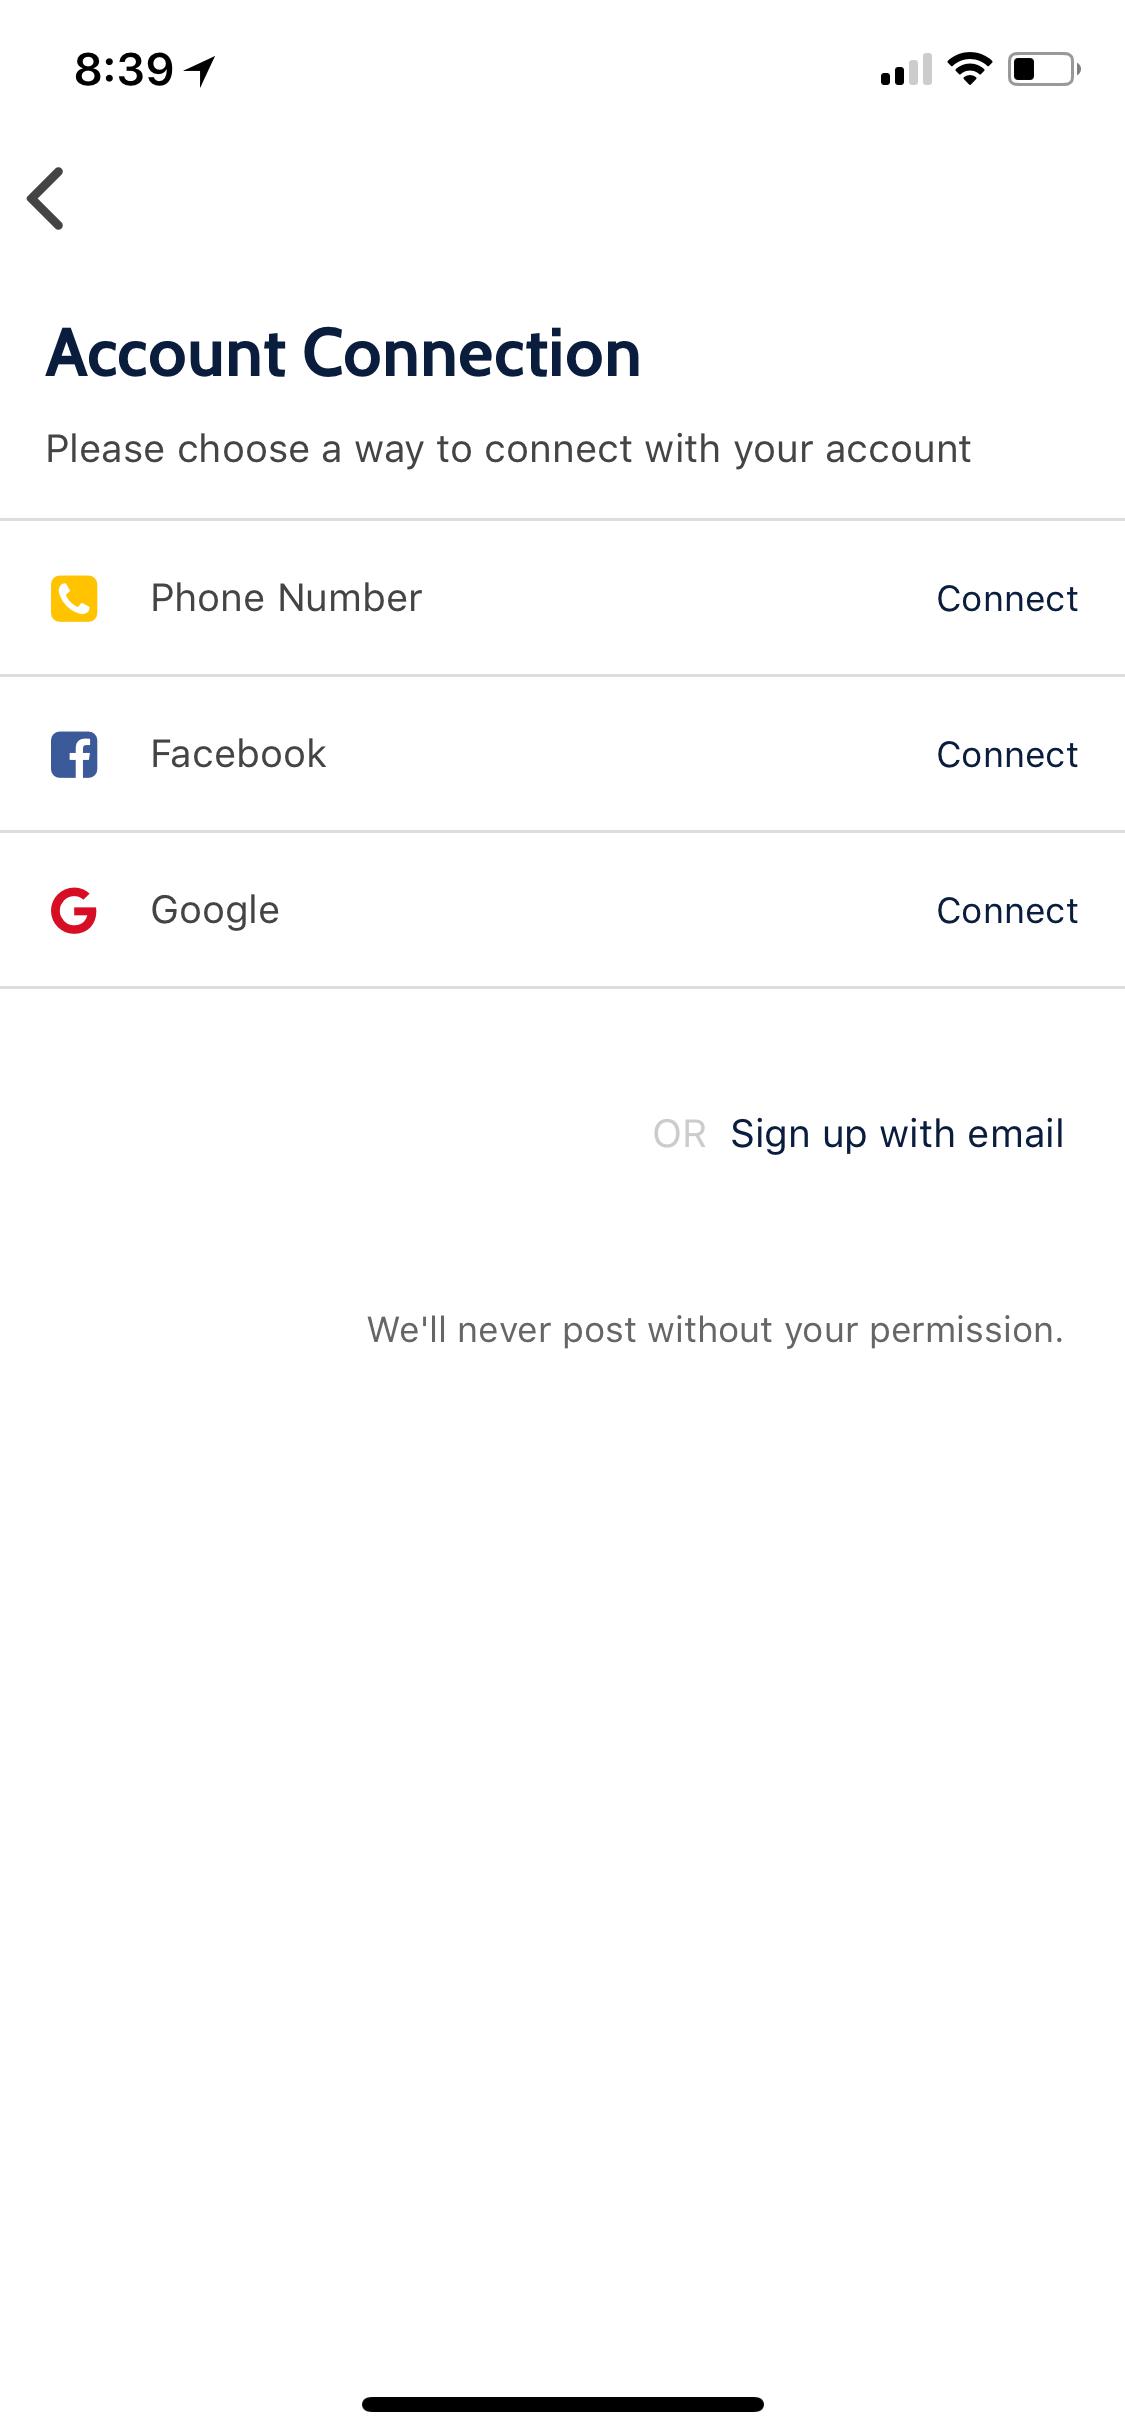 8:39
Account Connection
Please choose a way to connect with your account
Phone Number Connect
Facebook Connect
Google Connect
OR Sign up with email
We'll never post without your permission.